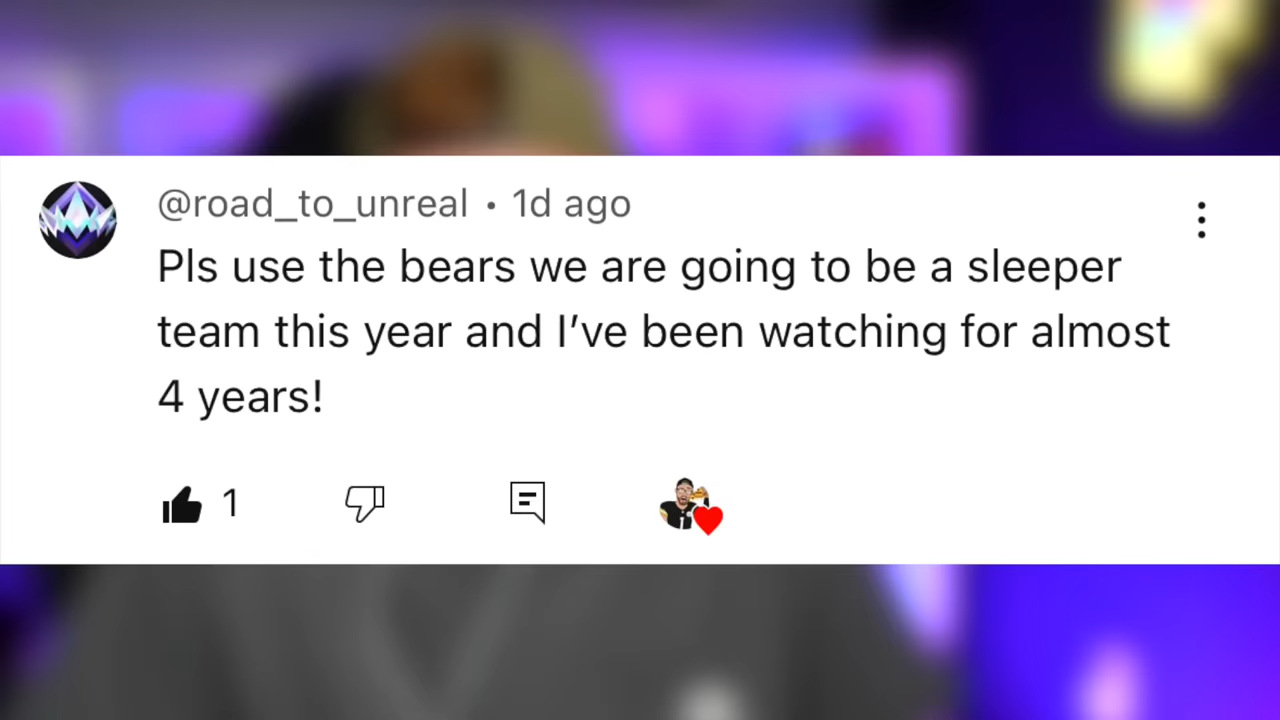 @road_to_unreal • 1d ago
Pls use the bears we are going to be a sleeper
team this year and I’ve been watching for almost
4 years!
1